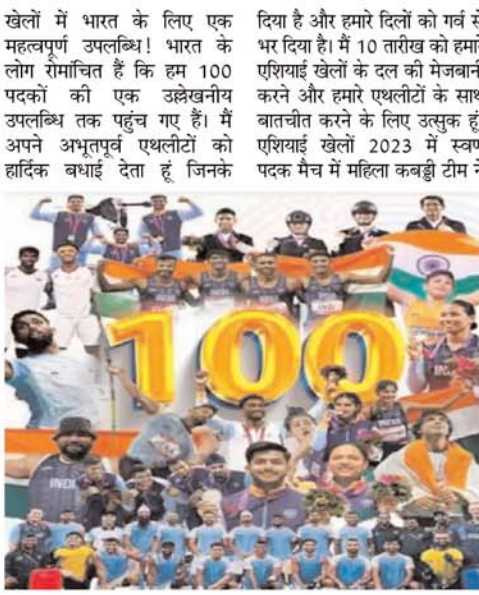 खेलों में भारत के लिए एक
महत्वपूर्ण उपलब्धि! भारत के
लोग रोमांचित हैं कि हम 100
पदकों की एक उल्लेखनीय
उपलब्धि तक पहुंच गए हैं। मैं
अपने अभूतपूर्व एथलीटों को
हार्दिक बधाई देता हूं जिनके
दिया है और हमारे दिलों को गर्व से
भर दिया है। मैं 10 तारीख को हमारे
एशियाई खेलों के दल की मेजबानी
करने और हमारे एथलीटों के साथ
बातचीत करने के लिए उत्सुक हूं
एशियाई खेलों 2023 में स्वर्ण
पदक मैच में महिला कबड्डी टीम ने
100
INDI